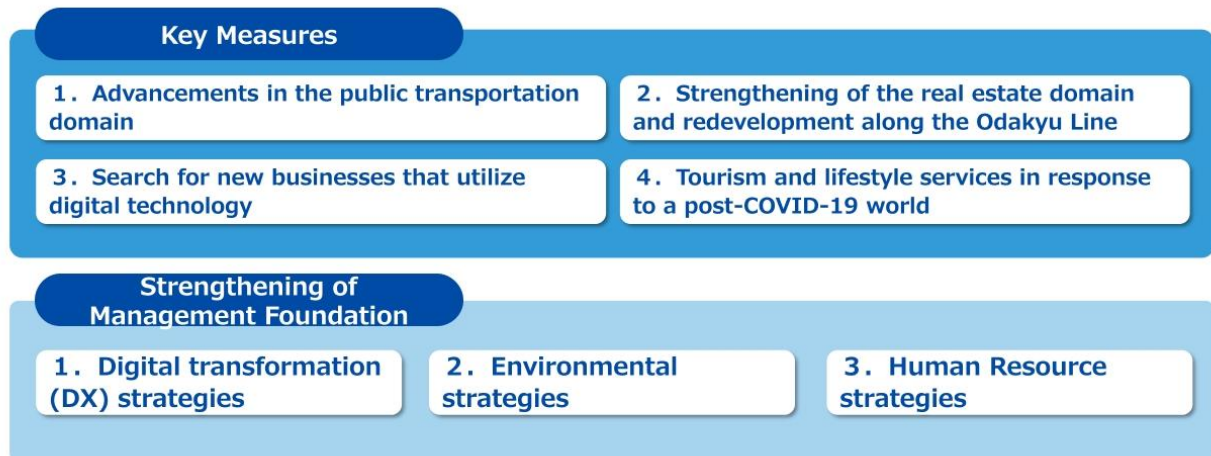 Key Measures
1. Advancements in the public transportation
domain
2. Strengthening of the real estate domain
and redevelopment along the Odakyu Line
3. Search for new businesses that utilize
digital technology
4. Tourism and lifestyle services in response
to a post-COVID-19 world
Strengthening of
Management Foundation
1. Digital transformation
(DX) strategies
2. Environmental
strategies
3. Human Resource
strategies